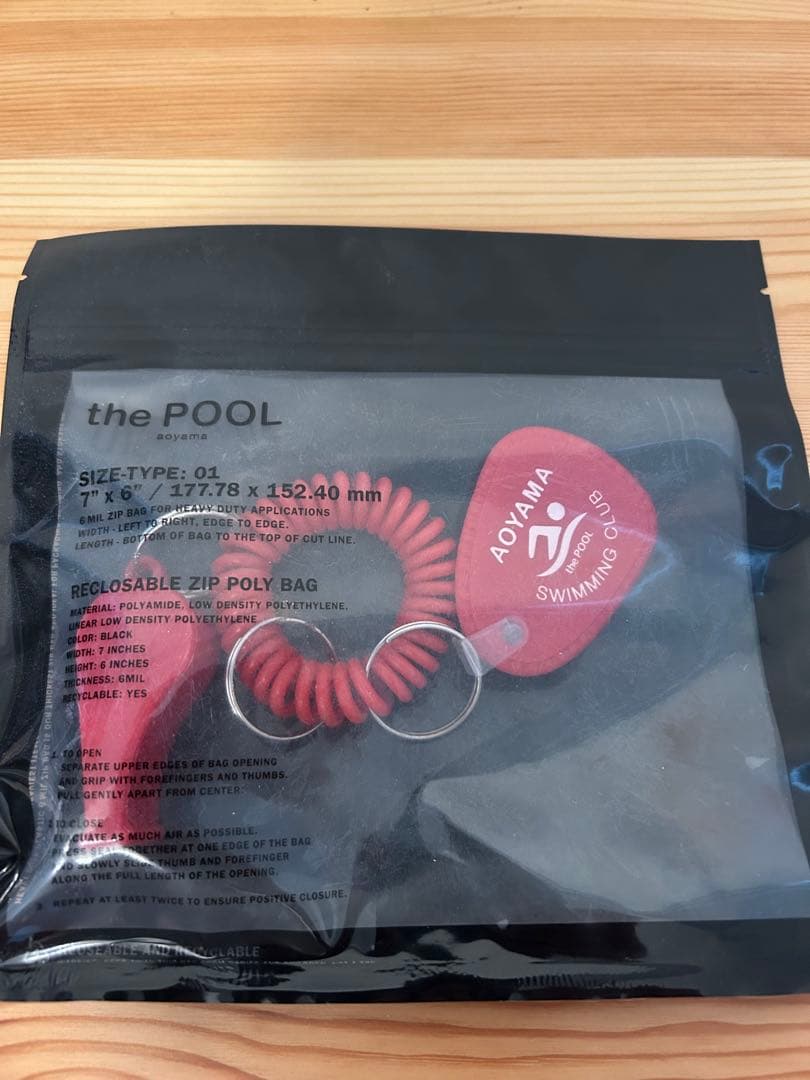 the POOL
aoyama
SIZE-TYPE: 01
7" x 6" / 177.78 x 152.40 mm
6 MIL ZIP BAG FOR HEAVY DUTY APPLICATIONS
WIDTH - LEFT TO RIGHT, EDGE TO EDGE.
LENGTH - BOTTOM OF BAG TO THE TOP OF CUT LINE.
RECLOSABLE ZIP POLY BAG
MATERIAL: POLYAMIDE, LOW DENSITY POLYETHYLENE,
LINEAR LOW DENSITY POLYETHYLENE
COLOR: BLACK
WIDTH: 7 INCHES
HEIGHT: 6 INCHES
THICKNESS: 6MIL
RECYCLABLE: YES
1. TO OPEN
SEPARATE UPPER EDGES OF BAG OPENING
AND GRIP WITH FOREFINGERS AND THUMBS.
PULL GENTLY APART FROM CENTER.
TO CLOSE
EVACUATE AS MUCH AIR AS POSSIBLE.
PRESS SEAL TOGETHER AT ONE EDGE OF THE BAG
AND SLOWLY SLIDE THUMB AND FOREFINGER
ALONG THE PULL LENGTH OF THE OPENING.
REPEAT AT LEAST TWICE TO ENSURE POSITIVE CLOSURE.
REUSEABLE AND RECYCLABLE
AOYAMA
the POOL
SWIMMING CLUB